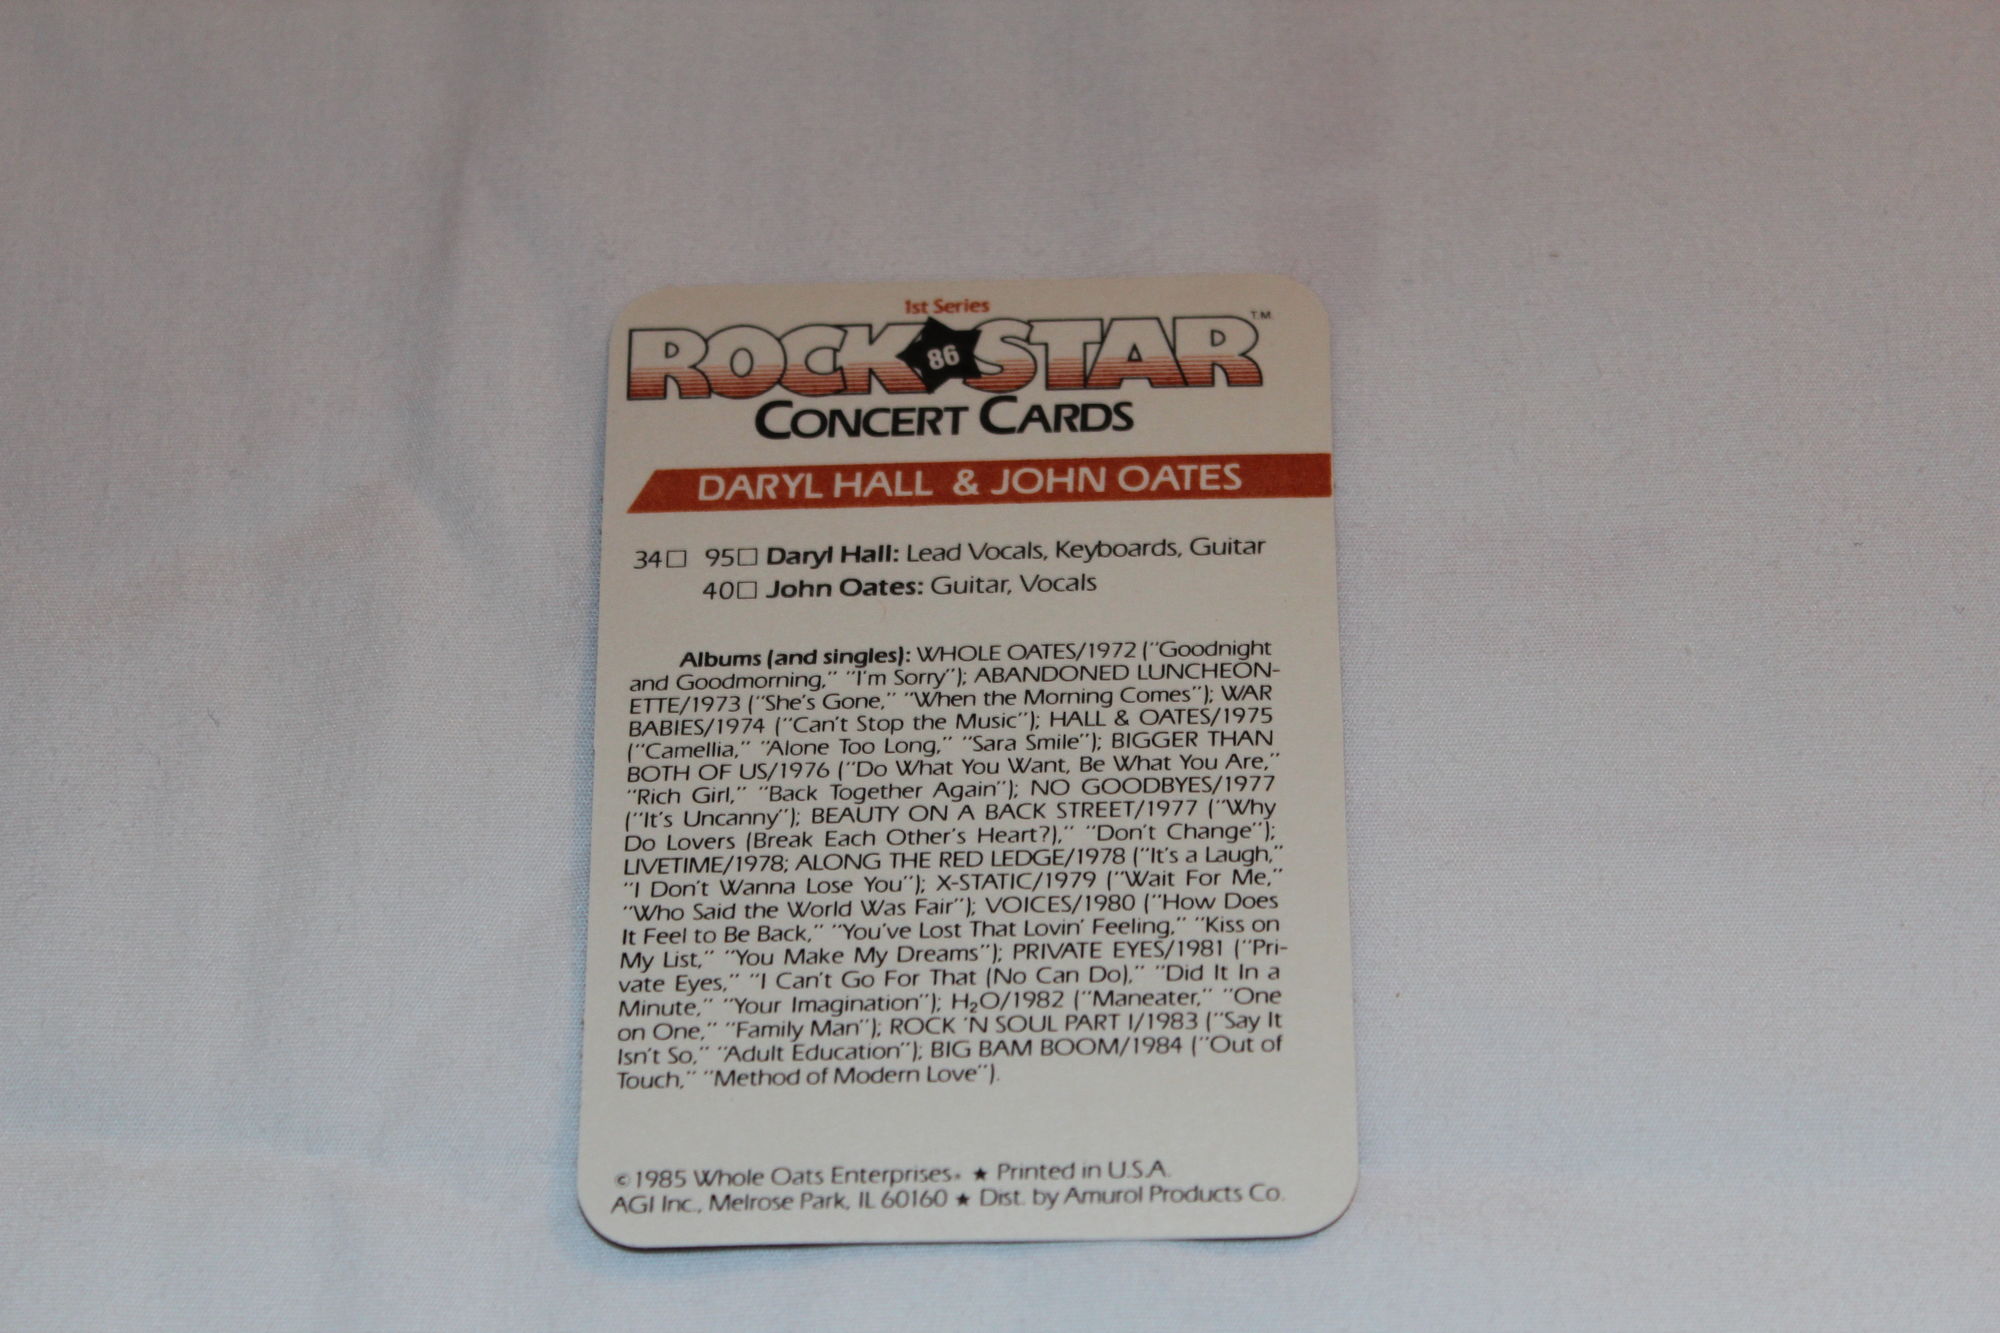 1st Series
ROCK 86 STAR™
CONCERT CARDS
DARYL HALL & JOHN OATES
34□ 95□ Daryl Hall: Lead Vocals, Keyboards, Guitar
40□ John Oates: Guitar, Vocals
Albums (and singles): WHOLE OATES/1972 ("Goodnight
and Goodmorning," "I'm Sorry"); ABANDONED LUNCHEON-
ETTE/1973 ("She's Gone," "When the Morning Comes"); WAR
BABIES/1974 ("Can't Stop the Music"); HALL & OATES/1975
("Camellia," "Alone Too Long," "Sara Smile"); BIGGER THAN
BOTH OF US/1976 ("Do What You Want, Be What You Are,"
"Rich Girl," "Back Together Again"); NO GOODBYES/1977
("It's Uncanny"); BEAUTY ON A BACK STREET/1977 ("Why
Do Lovers (Break Each Other's Heart?)," "Don't Change");
LIVETIME/1978; ALONG THE RED LEDGE/1978 ("It's a Laugh,"
"I Don't Wanna Lose You"); X-STATIC/1979 ("Wait For Me,"
"Who Said the World Was Fair"); VOICES/1980 ("How Does
It Feel to Be Back," "You've Lost That Lovin' Feeling," "Kiss on
My List," "You Make My Dreams"); PRIVATE EYES/1981 ("Pri-
vate Eyes," "I Can't Go For That (No Can Do)," "Did It In a
Minute," "Your Imagination"); H₂O/1982 ("Maneater," "One
on One," "Family Man"); ROCK 'N SOUL PART I/1983 ("Say It
Isn't So," "Adult Education"); BIG BAM BOOM/1984 ("Out of
Touch," "Method of Modern Love").
©1985 Whole Oats Enterprises. ★ Printed in U.S.A.
AGI Inc., Melrose Park, IL 60160 ★ Dist. by Amurol Products Co.